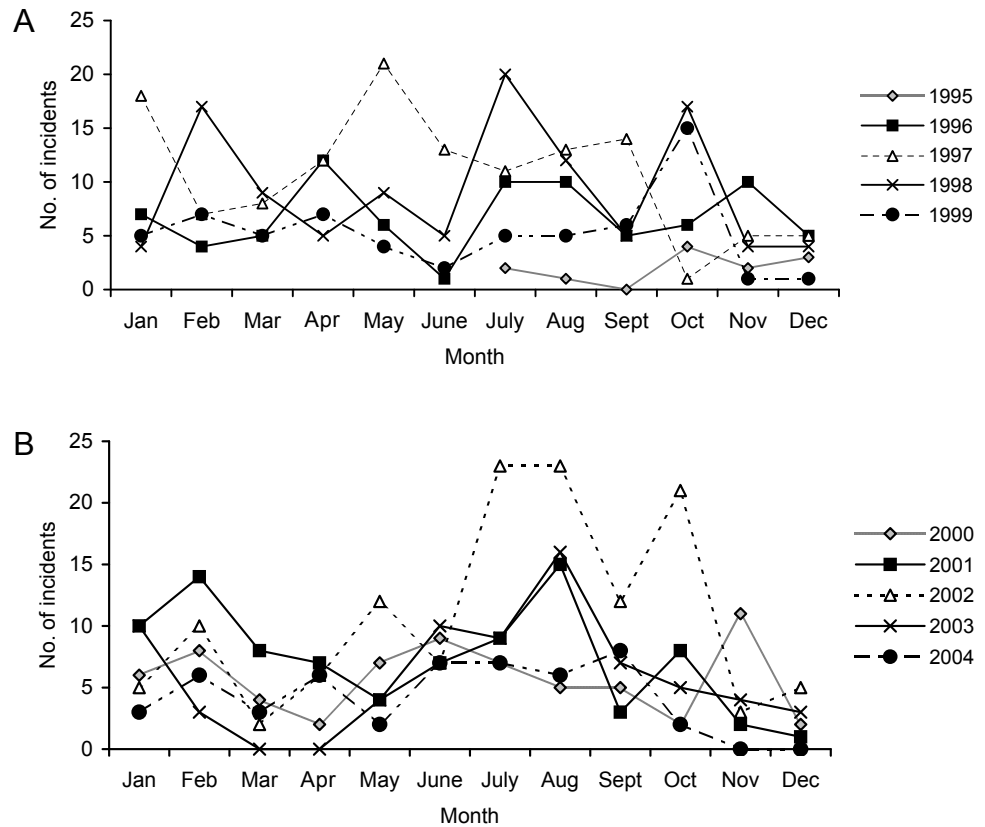 A
No. of incidents
25
20
15
10
5
0
Jan Feb Mar Apr May June July Aug Sept Oct Nov Dec
Month
1995
1996
1997
1998
1999
B
No. of incidents
25
20
15
10
5
0
Jan Feb Mar Apr May June July Aug Sept Oct Nov Dec
Month
2000
2001
2002
2003
2004